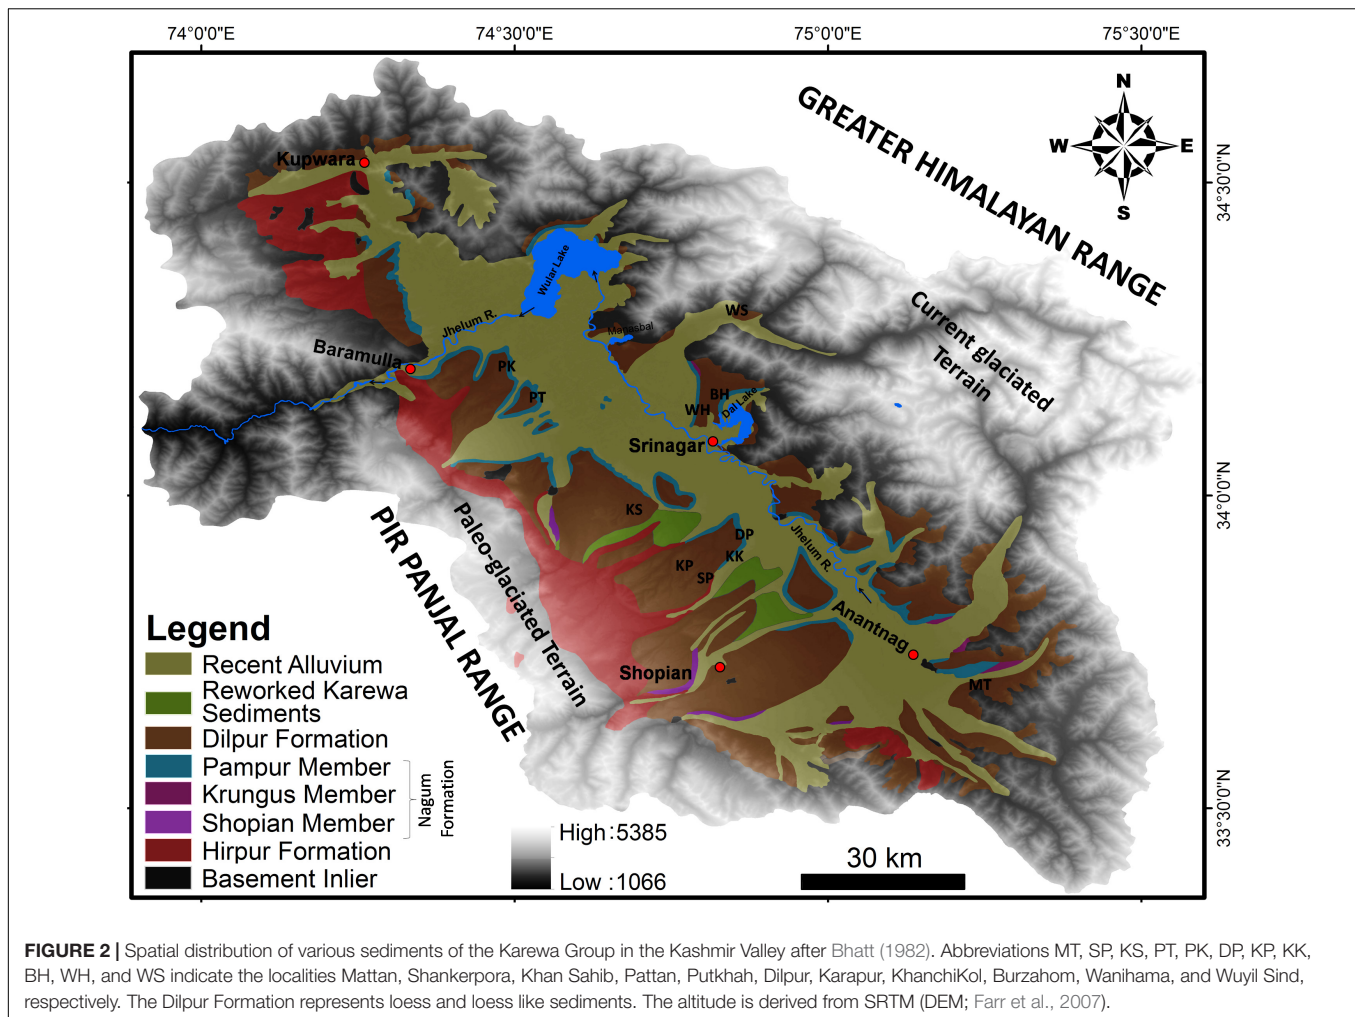 74°0'0"E
74°30'0"E
75°0'0"E
75°30'0"E
N
W
E
S
GREATER HIMALAYAN RANGE
34°30'0"N
Kupwara
Wular Lake
Current glaciated
Terrain
WS
Jhelum R.
Manasbal
Baramulla
PK
PT
BH
WH
Dal Lake
Srinagar
34°0'0"N
KS
DP
KK
KP
SP
Jhelum R.
PIR PANJAL RANGE
Paleo-glaciated Terrain
Anantnag
Shopian
MT
33°30'0"N
Legend
Recent Alluvium
Reworked Karewa
Sediments
Dilpur Formation
Pampur Member
Krungus Member
Shopian Member
Nagum
Formation
Hirpur Formation
Basement Inlier
High:5385
Low :1066
30 km
FIGURE 2 | Spatial distribution of various sediments of the Karewa Group in the Kashmir Valley after Bhatt (1982). Abbreviations MT, SP, KS, PT, PK, DP, KP, KK,
BH, WH, and WS indicate the localities Mattan, Shankerpora, Khan Sahib, Pattan, Putkhah, Dilpur, Karapur, KhanchiKol, Burzahom, Wanihama, and Wuyil Sind,
respectively. The Dilpur Formation represents loess and loess like sediments. The altitude is derived from SRTM (DEM; Farr et al., 2007).